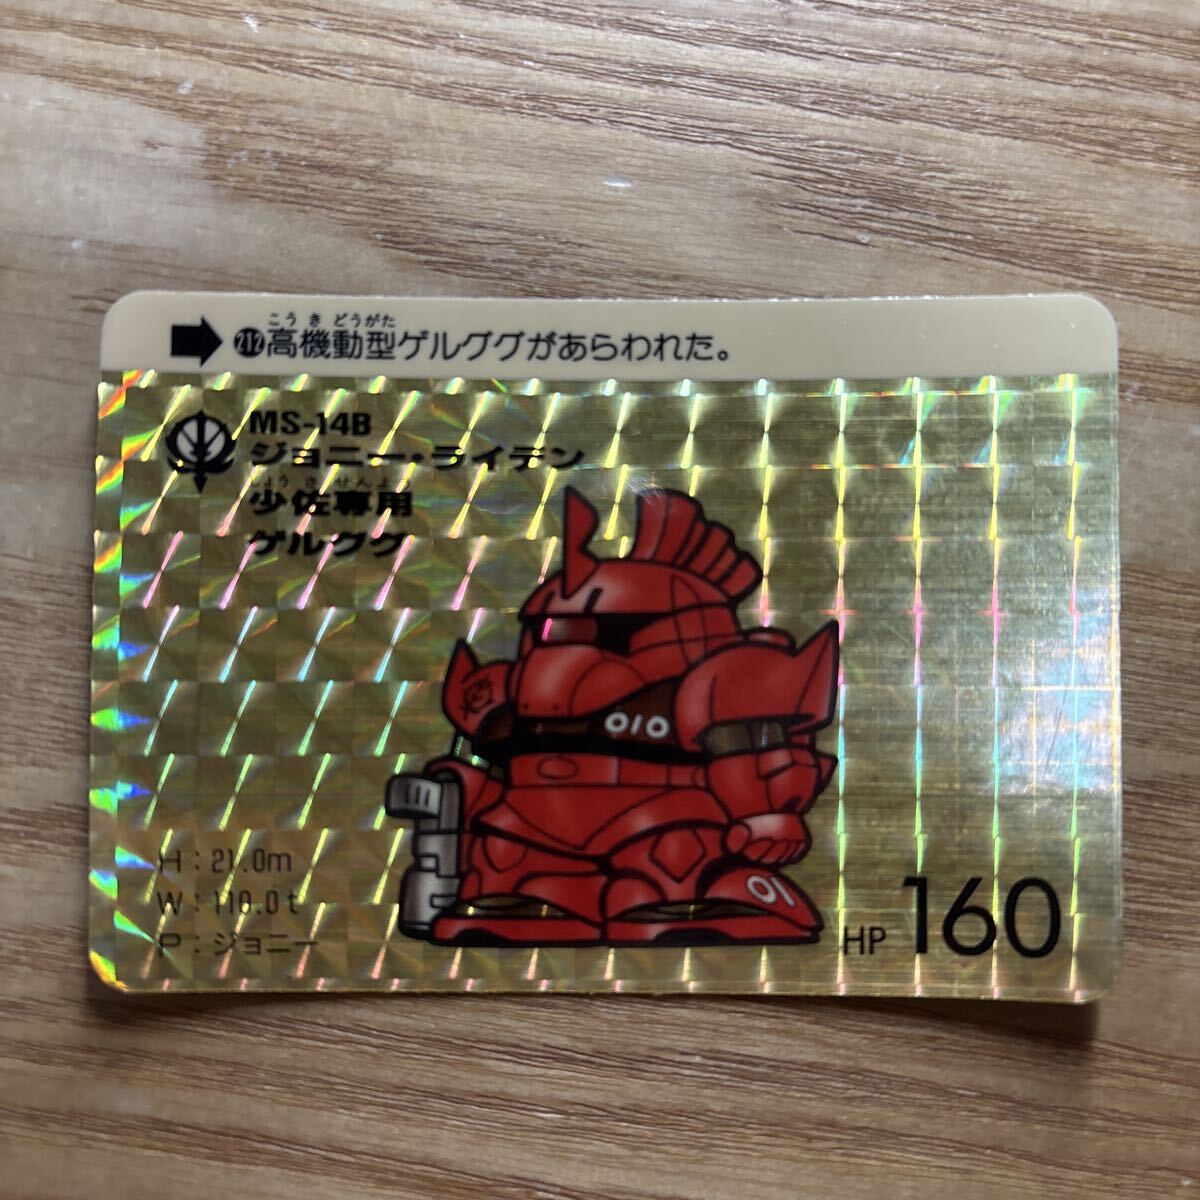 こうきどうがた
212 高機動型ゲルググがあらわれた。
MS-14B
ジョニー・ライデン
しょうさせんよう
少佐専用
ゲルググ
010
01
H：21.0m
W：110.0t
P：ジョニー
HP 160